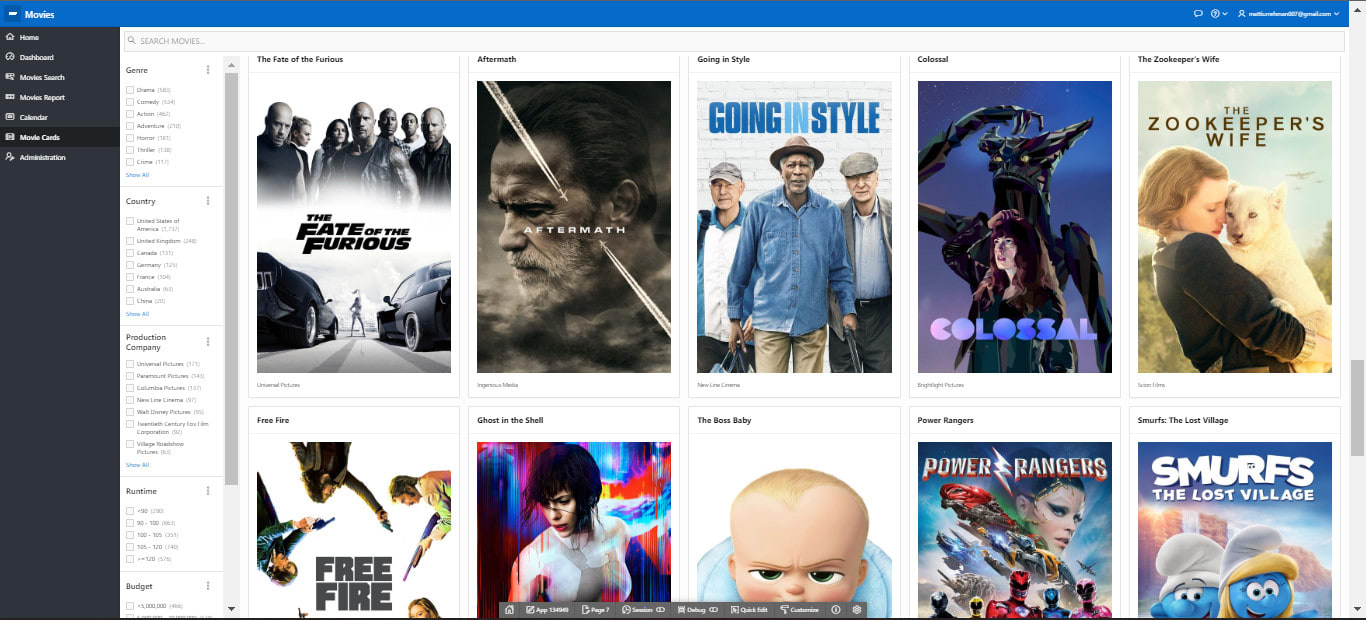 Movies
mattiurrehman007@gmail.com
Home
Dashboard
Movies Search
Movies Report
Calendar
Movie Cards
Administration
SEARCH MOVIES...
Genre
Drama (583)
Comedy (534)
Action (462)
Adventure (210)
Horror (181)
Thriller (138)
Crime (117)
Show All
Country
United States of
America (1,737)
United Kingdom (248)
Canada (131)
Germany (125)
France (104)
Australia (63)
China (20)
Show All
Production
Company
Universal Pictures (171)
Paramount Pictures (143)
Columbia Pictures (137)
New Line Cinema (97)
Walt Disney Pictures (95)
Twentieth Century Fox Film
Corporation (92)
Village Roadshow
Pictures (63)
Show All
Runtime
<90 (290)
90 - 100 (663)
100 - 105 (351)
105 - 120 (740)
>=120 (576)
Budget
<5,000,000 (466)
The Fate of the Furious
THE
FATE OF THE
FURIOUS
Universal Pictures
Aftermath
AFTERMATH
Ingenious Media
Going in Style
GOING IN STYLE
New Line Cinema
Colossal
COLOSSAL
Brightlight Pictures
The Zookeeper's Wife
THE
ZOOKEEPER'S
WIFE
Scion Films
Free Fire
FREE
FIRE
Ghost in the Shell
The Boss Baby
Power Rangers
POWER RANGERS
Smurfs: The Lost Village
SMURFS
THE LOST VILLAGE
App 134949
Page 7
Session
Debug
Quick Edit
Customize